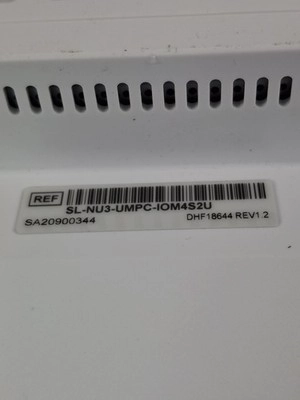 REF
SL-NU3-UMPC-IOM4S2U
SA20900344 DHF18644 REV1.2